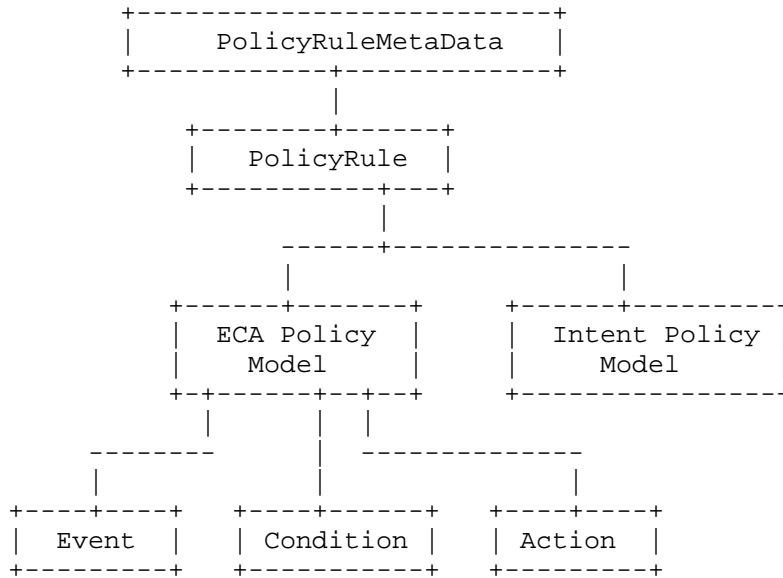 PolicyRuleMetaData
PolicyRule
ECA Policy Model
Intent Policy Model
Event
Condition
Action